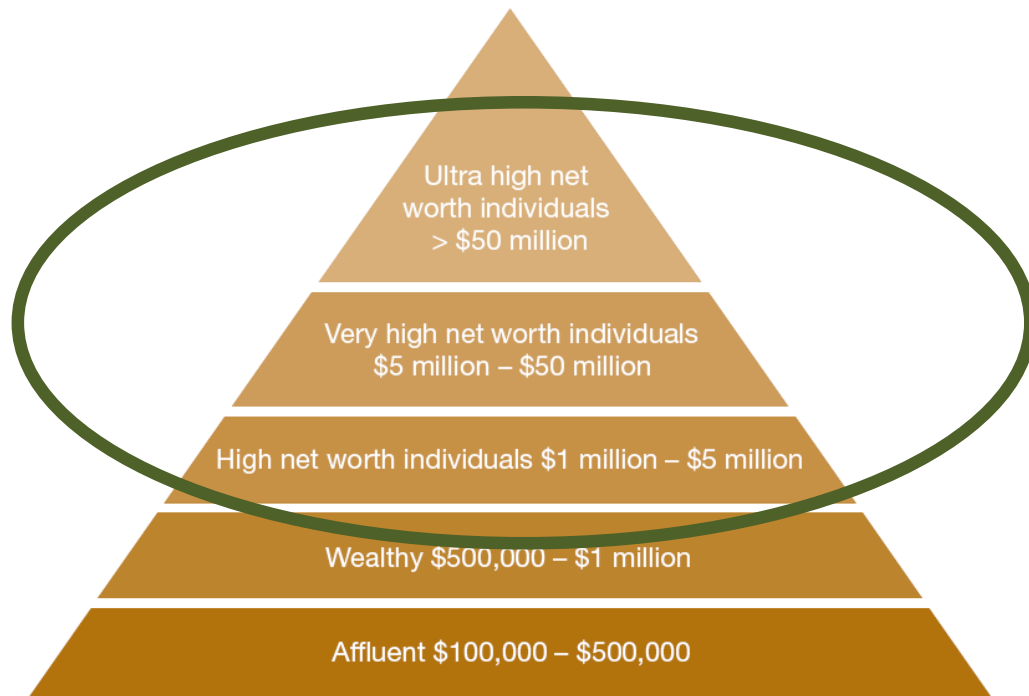 Ultra high net
worth individuals
> $50 million
Very high net worth individuals
$5 million – $50 million
High net worth individuals $1 million – $5 million
Wealthy $500,000 – $1 million
Affluent $100,000 – $500,000